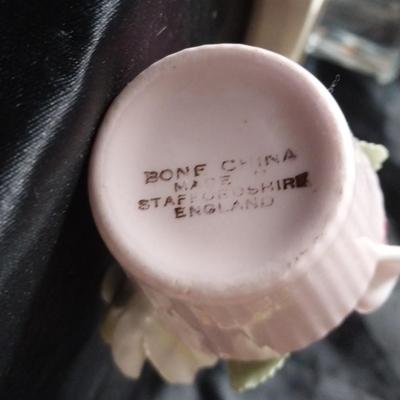 BONE CHINA
MADE IN
STAFFORDSHIRE
ENGLAND